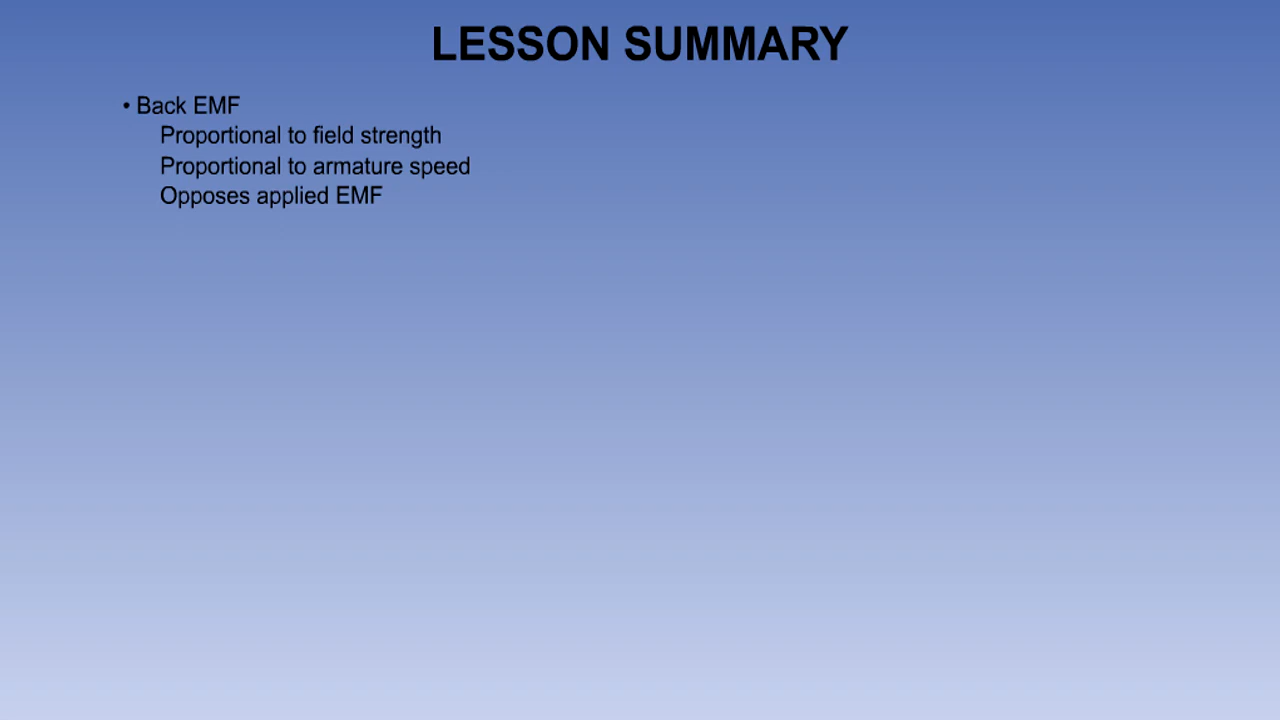 LESSON SUMMARY
• Back EMF
Proportional to field strength
Proportional to armature speed
Opposes applied EMF